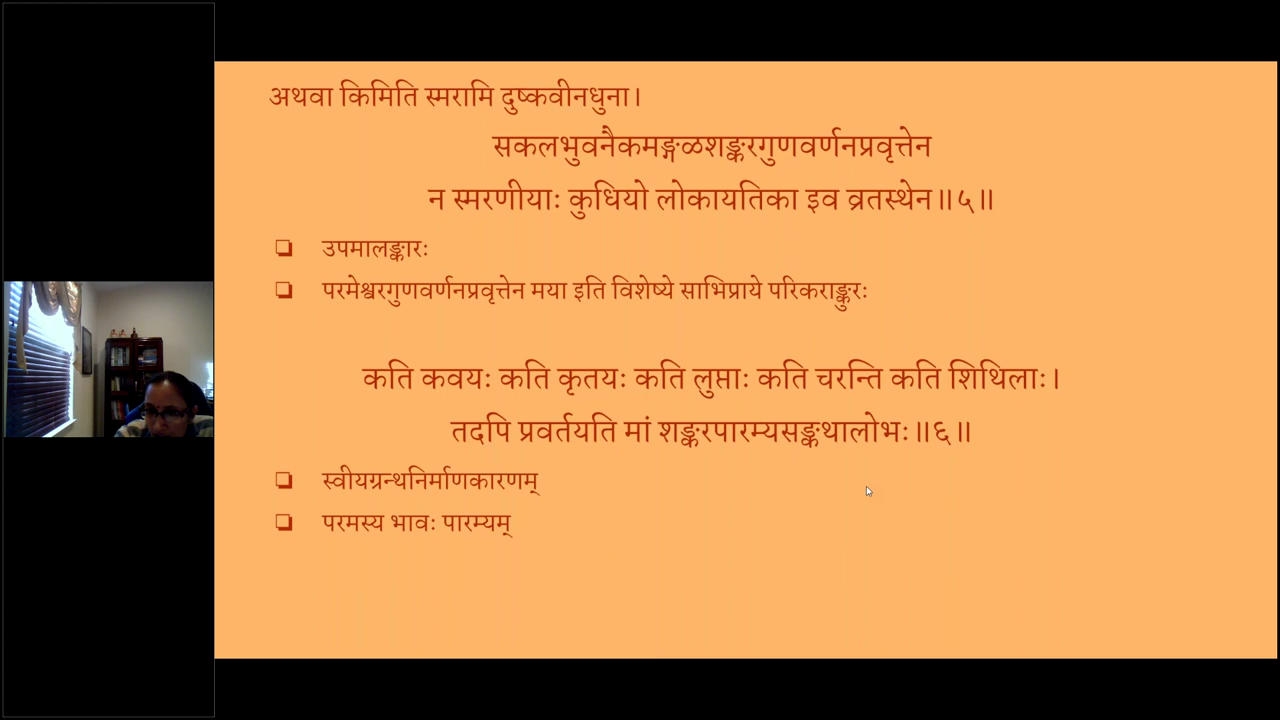 अथवा किमिति स्मरामि दुष्कवीनधुना।
सकलभुवनैकमङ्गळशङ्करगुणवर्णनप्रवृत्तेन
न स्मरणीयाः कुधियो लोकायतिका इव व्रतस्थेन॥५॥
❏ उपमालङ्कारः
❏ परमेश्वरगुणवर्णनप्रवृत्तेन मया इति विशेष्ये साभिप्राये परिकराङ्कुरः
कति कवयः कति कृतयः कति लुप्ताः कति चरन्ति कति शिथिलाः।
तदपि प्रवर्तयति मां शङ्करपारम्यसङ्कथालोभः॥६॥
❏ स्वीयग्रन्थनिर्माणकारणम्
❏ परमस्य भावः पारम्यम्